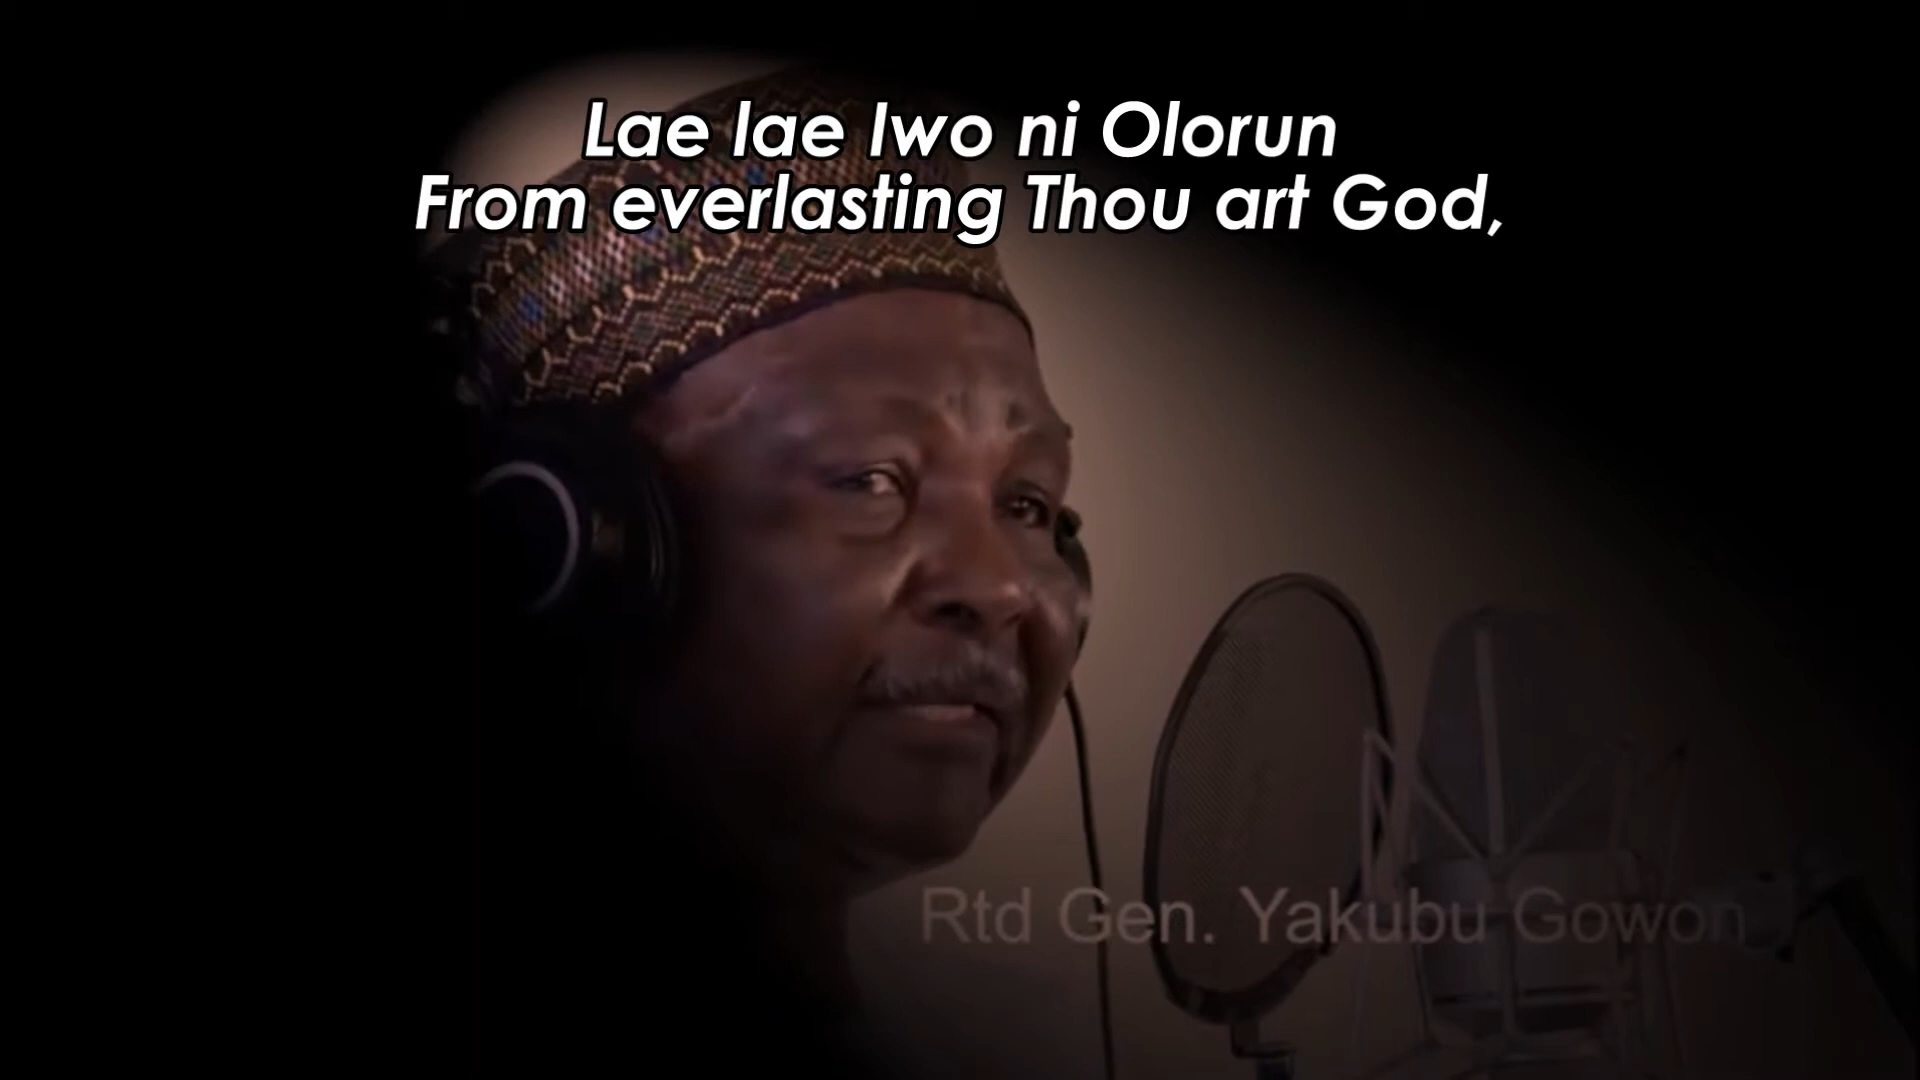 Lae lae Iwo ni Olorun
From everlasting Thou art God,
Rtd Gen. Yakubu Gowon